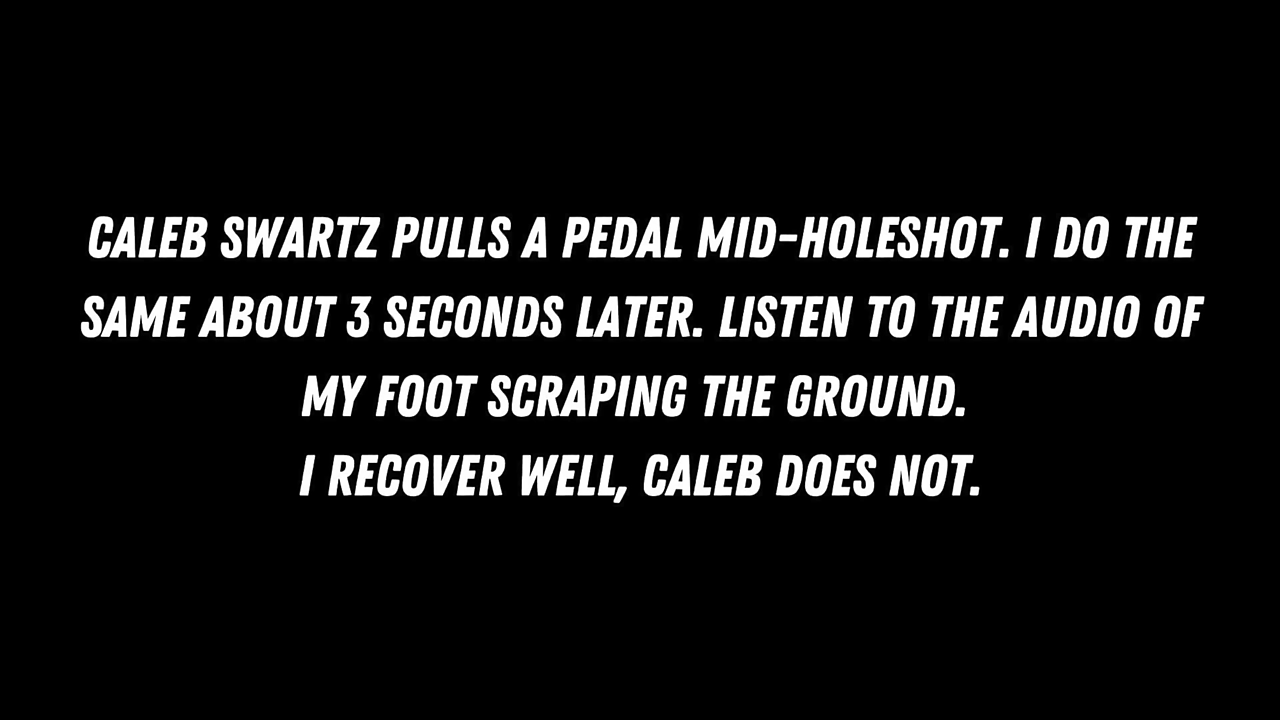 CALEB SWARTZ PULLS A PEDAL MID-HOLESHOT. I DO THE
SAME ABOUT 3 SECONDS LATER. LISTEN TO THE AUDIO OF
MY FOOT SCRAPING THE GROUND.
I RECOVER WELL, CALEB DOES NOT.